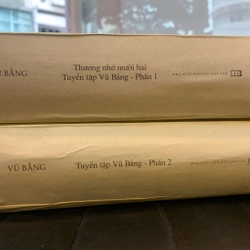 VŨ BẰNG
Thương nhớ mười hai
Tuyển tập Vũ Bằng - Phần 1
VŨ BẰNG
Tuyển tập Vũ Bằng - Phần 2